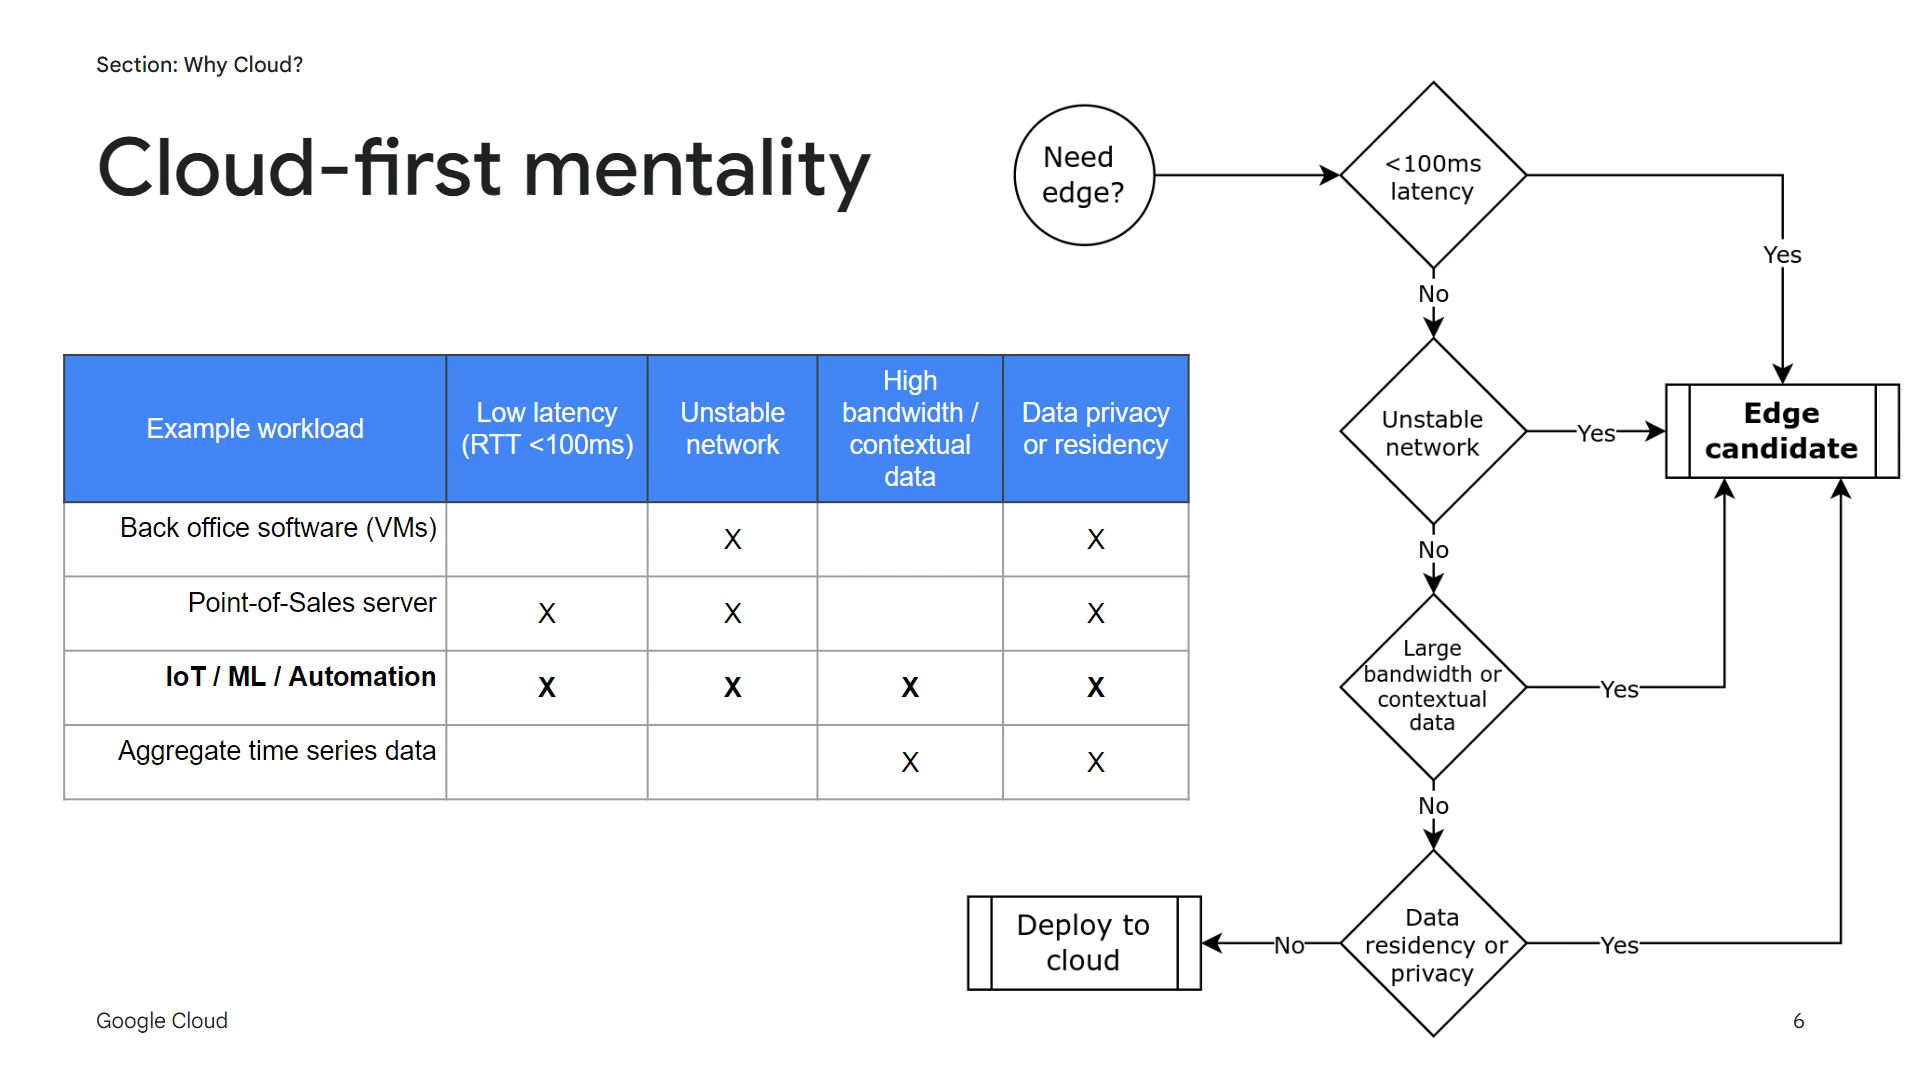 Section: Why Cloud?
Cloud-first mentality
Example workload
Low latency
(RTT <100ms)
Unstable
network
High
bandwidth /
contextual
data
Data privacy
or residency
Back office software (VMs)
X
X
Point-of-Sales server
X
X
X
IoT / ML / Automation
X
X
X
X
Aggregate time series data
X
X
Need
edge?
<100ms
latency
Yes
No
Unstable
network
Yes
Edge
candidate
No
Large
bandwidth or
contextual
data
Yes
No
Data
residency or
privacy
Yes
No
Deploy to
cloud
Google Cloud
6